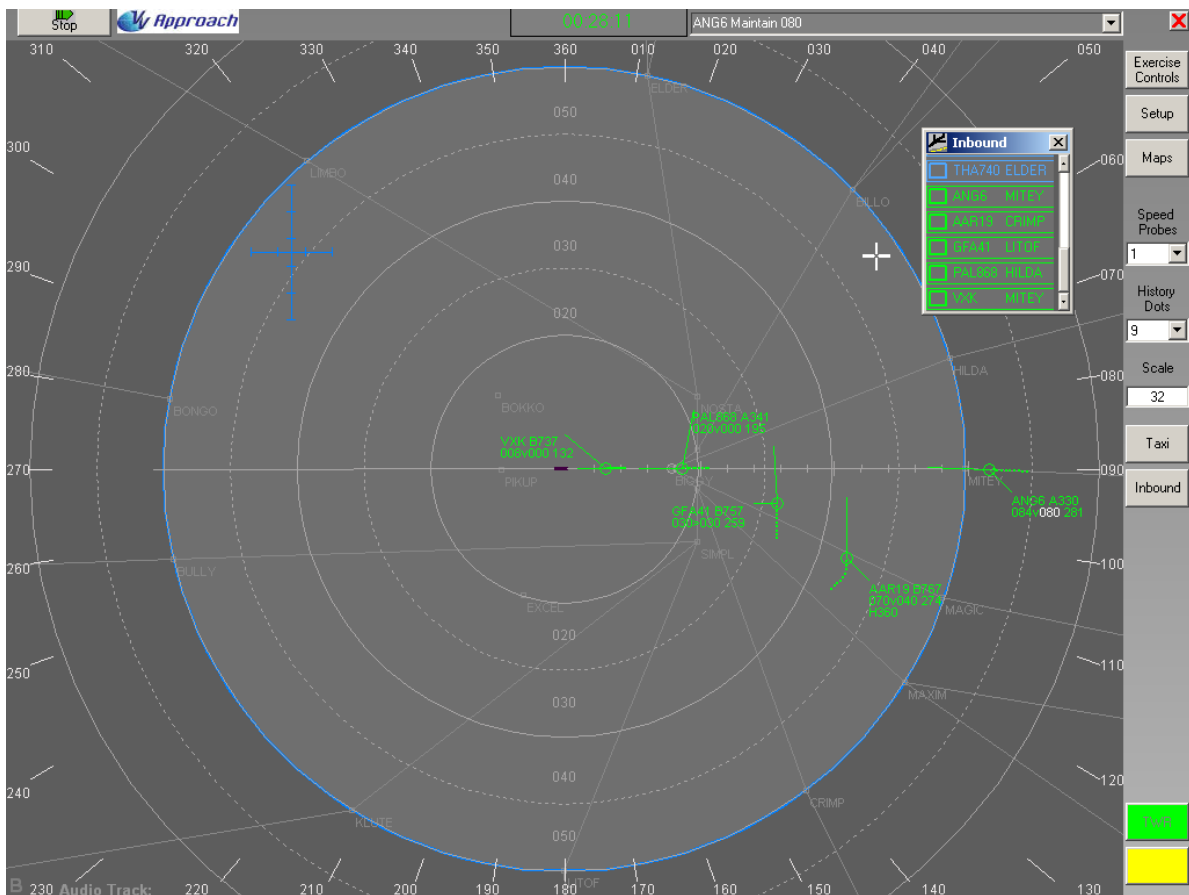 Stop
Approach
00:28:11
ANG6 Maintain 080
310
320
330
340
350
360
010
020
030
040
050
300
290
280
270
260
250
240
230
220
210
200
190
180
170
160
150
140
130
120
110
100
090
080
070
060
050
040
030
020
020
030
040
050
ELDER
LIMBO
BILLO
HILDA
BONGO
BOKKO
NOSTA
PAL868 A341
020v000 195
VXK B737
008v000 132
PIKUP
BIGGY
MITEY
ANG6 A330
084v080 281
GFA41 B757
030>030 259
SIMPL
AAR19 B767
070v040 274
H360
MAGIC
BULLY
EXCEL
MAXIM
CRIMP
KLUTE
LITOF
B Audio Track:
Inbound
THA740 ELDER
ANG6 MITEY
AAR19 CRIMP
GFA41 LITOF
PAL868 HILDA
VXK MITEY
Exercise
Controls
Setup
Maps
Speed
Probes
1
History
Dots
9
Scale
32
Taxi
Inbound
TWR